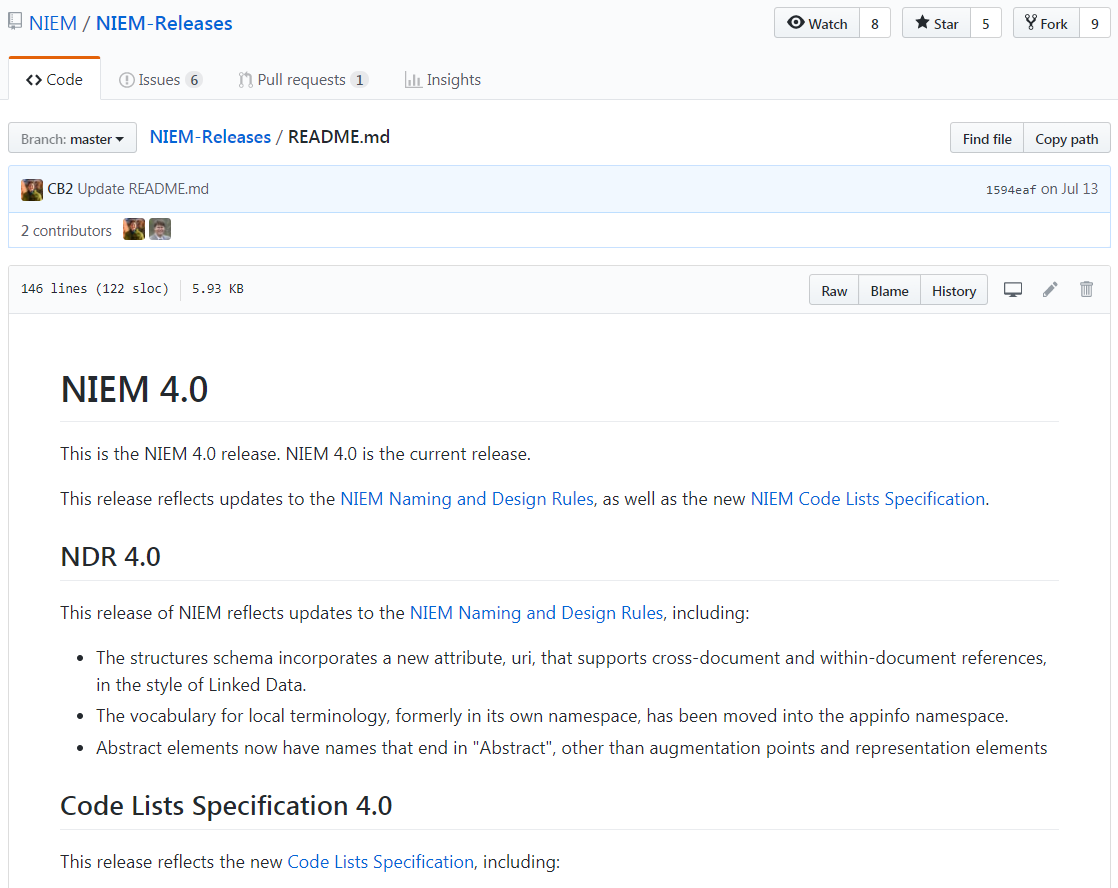 NIEM / NIEM-Releases
Watch 8 Star 5 Fork 9
Code Issues 6 Pull requests 1 Insights
Branch: master NIEM-Releases / README.md Find file Copy path
CB2 Update README.md 1594eaf on Jul 13
2 contributors
146 lines (122 sloc) 5.93 KB Raw Blame History
NIEM 4.0
This is the NIEM 4.0 release. NIEM 4.0 is the current release.
This release reflects updates to the NIEM Naming and Design Rules, as well as the new NIEM Code Lists Specification.
NDR 4.0
This release of NIEM reflects updates to the NIEM Naming and Design Rules, including:
• The structures schema incorporates a new attribute, uri, that supports cross-document and within-document references,
in the style of Linked Data.
• The vocabulary for local terminology, formerly in its own namespace, has been moved into the appinfo namespace.
• Abstract elements now have names that end in "Abstract", other than augmentation points and representation elements
Code Lists Specification 4.0
This release reflects the new Code Lists Specification, including: